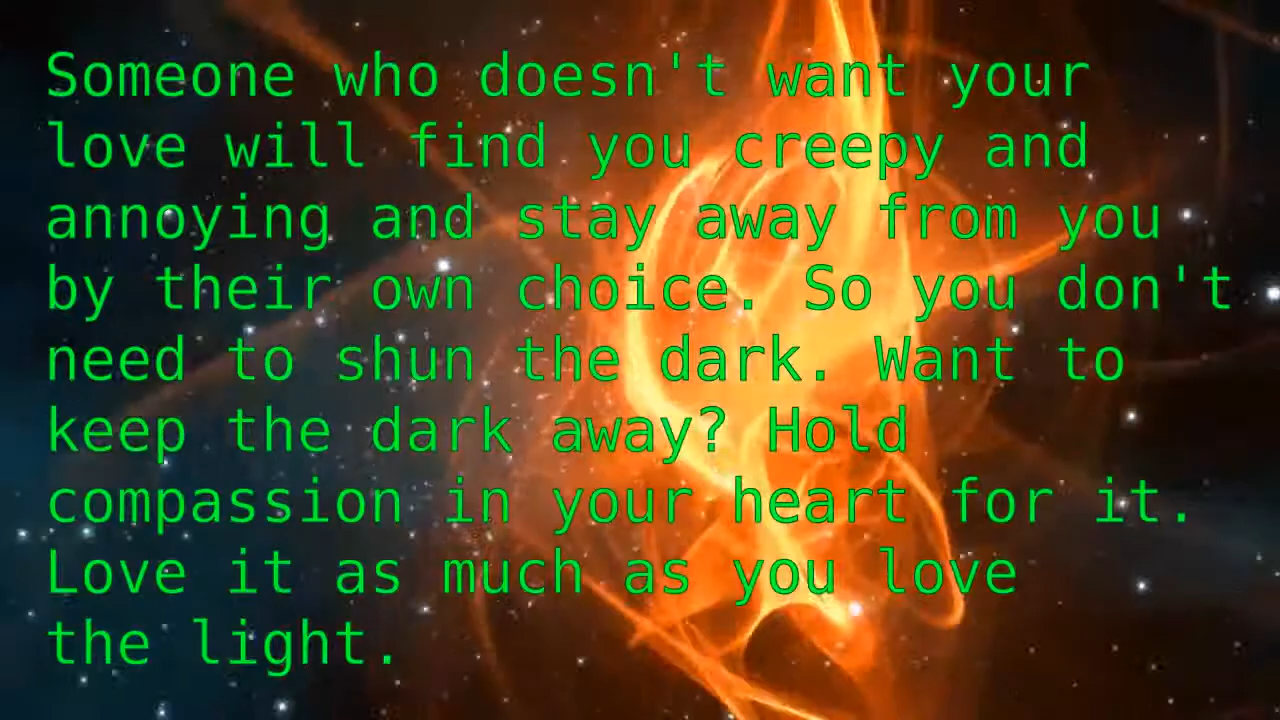 Someone who doesn't want your
love will find you creepy and
annoying and stay away from you
by their own choice. So you don't
need to shun the dark. Want to
keep the dark away? Hold
compassion in your heart for it.
Love it as much as you love
the light.